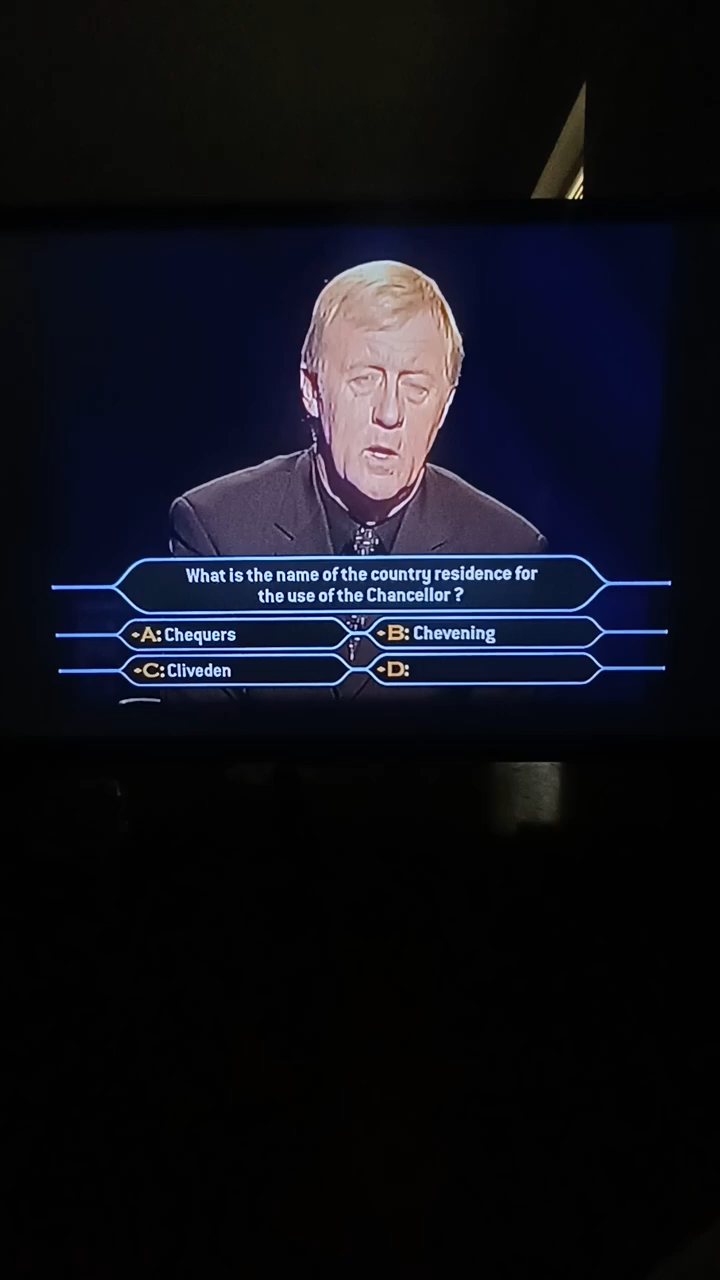 What is the name of the country residence for
the use of the Chancellor ?
A: Chequers
B: Chevening
C: Cliveden
D: